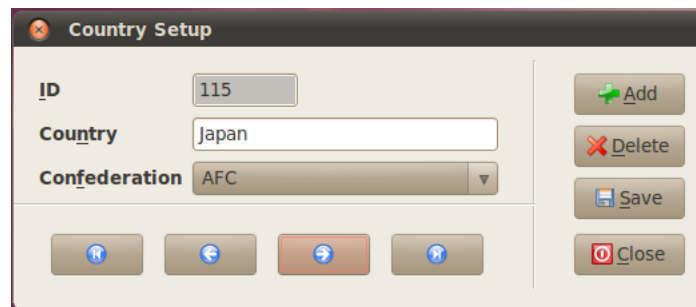 Country Setup
ID 115
Country Japan
Confederation AFC
Add
Delete
Save
Close